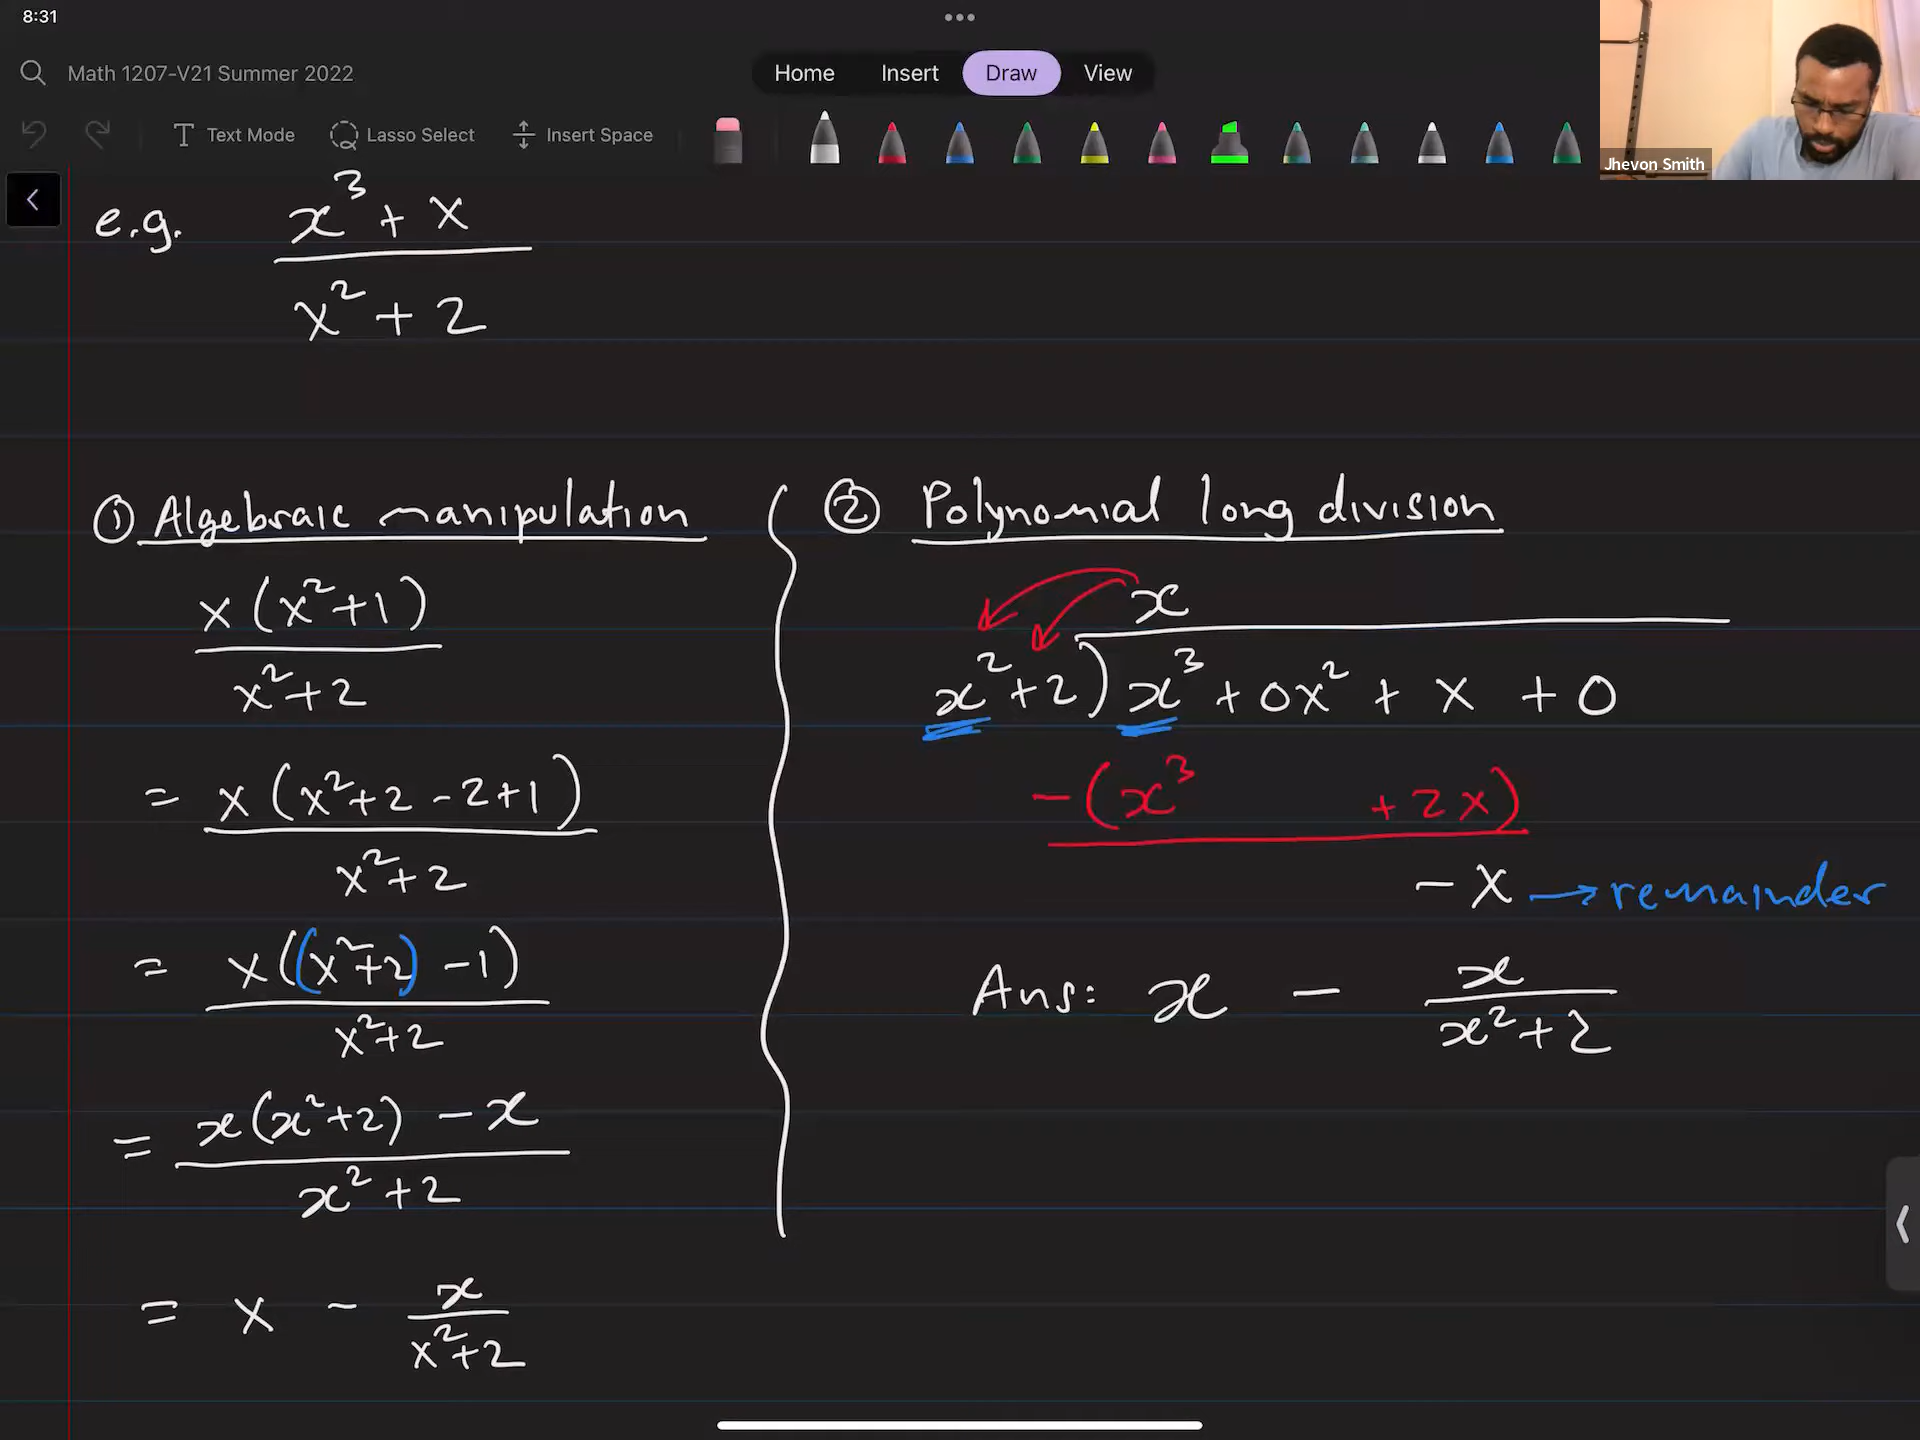 8:31
Math 1207-V21 Summer 2022
Home Insert Draw View
Text Mode Lasso Select Insert Space
Jhevon Smith
e.g. x³ + x
x² + 2
① Algebraic manipulation
x(x²+1)
x²+2
= x(x²+2-2+1)
x²+2
= x((x²+2)-1)
x²+2
= x(x²+2) - x
x²+2
= x - x
x²+2
② Polynomial long division
x
x²+2) x³ + 0x² + x + 0
-(x³ +2x)
-x → remainder
Ans: x - x
x²+2